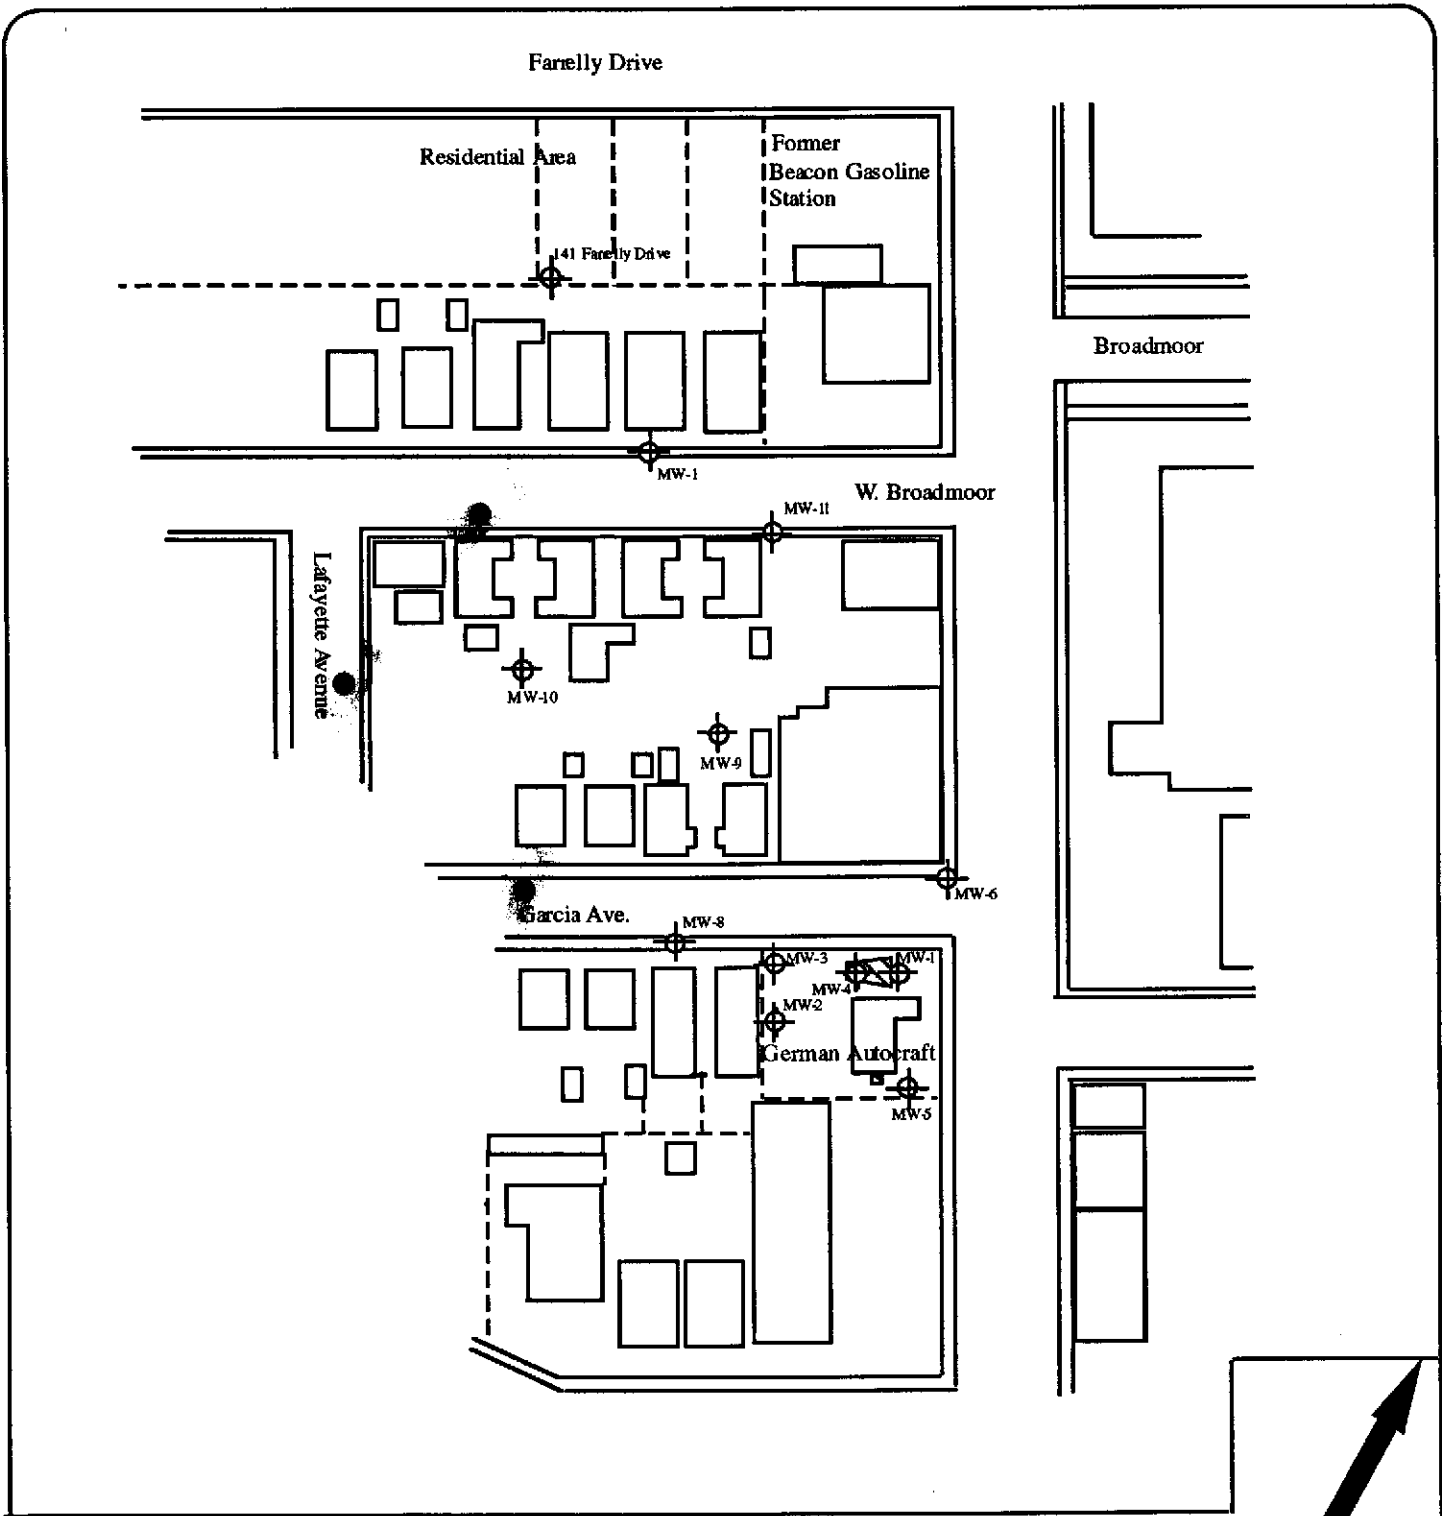 Farrelly Drive
Residential Area
Former
Beacon Gasoline
Station
141 Farrelly Drive
Broadmoor
MW-1
W. Broadmoor
MW-11
Lafayette Avenue
MW-10
MW-9
MW-6
Garcia Ave.
MW-8
MW-3
MW-1
MW-4
MW-2
German Autocraft
MW-5